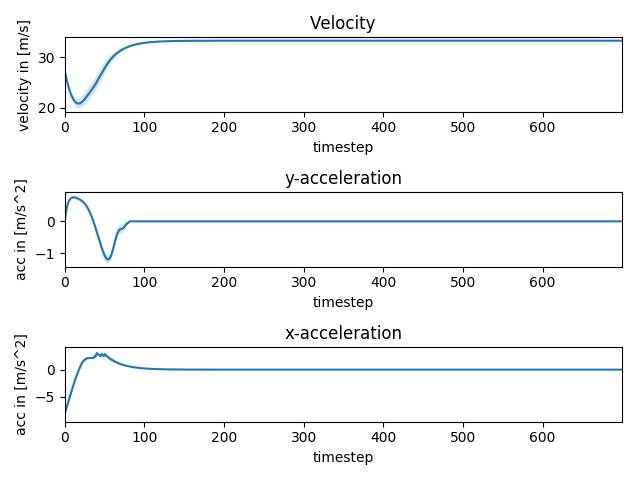 Velocity
velocity in [m/s]
30
20
0 100 200 300 400 500 600
timestep
y-acceleration
acc in [m/s^2]
0
−1
0 100 200 300 400 500 600
timestep
x-acceleration
acc in [m/s^2]
0
−5
0 100 200 300 400 500 600
timestep